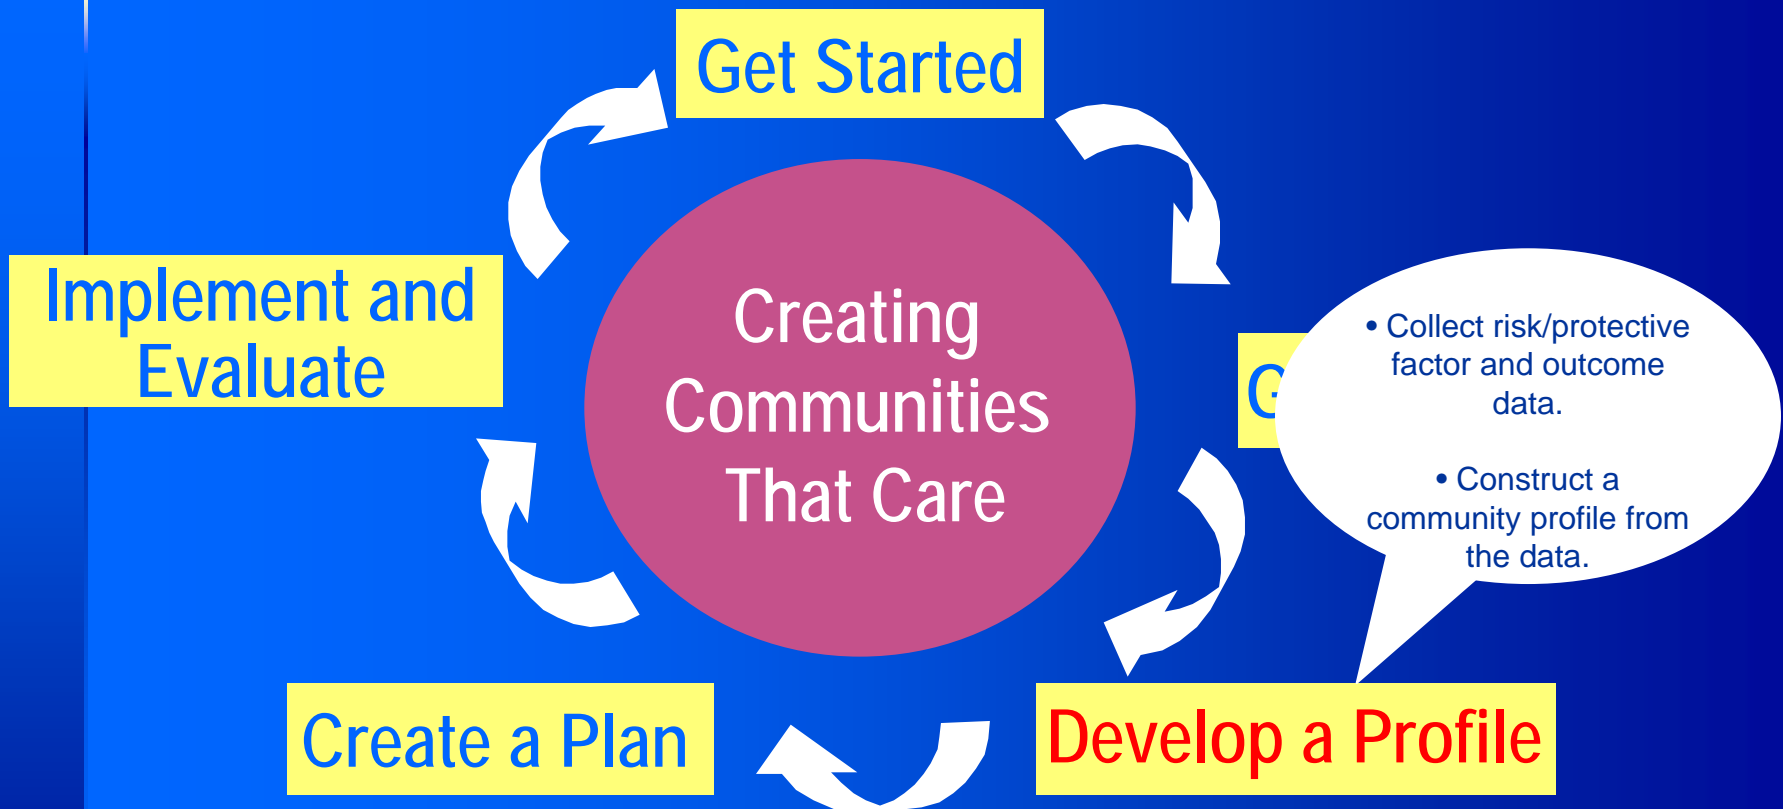 Get Started
Implement and
Evaluate
Creating
Communities
That Care
• Collect risk/protective
factor and outcome
data.
• Construct a
community profile from
the data.
Create a Plan
Develop a Profile